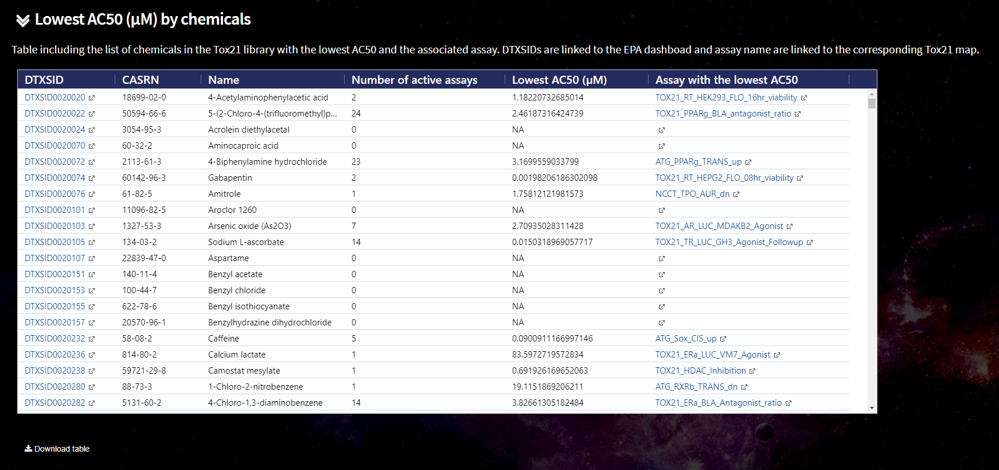 Lowest AC50 (µM) by chemicals
Table including the list of chemicals in the Tox21 library with the lowest AC50 and the associated assay. DTXSIDs are linked to the EPA dashboad and assay name are linked to the corresponding Tox21 map.
DTXSID CASRN Name Number of active assays Lowest AC50 (µM) Assay with the lowest AC50
DTXSID0020020 18699-02-0 4-Acetylaminophenylacetic acid 2 1.18220732685014 TOX21_RT_HEK293_FLO_16hr_viability
DTXSID0020022 50594-66-6 5-(2-Chloro-4-(trifluoromethyl)p... 24 2.46187316424739 TOX21_PPARg_BLA_antagonist_ratio
DTXSID0020024 3054-95-3 Acrolein diethylacetal 0 NA
DTXSID0020070 60-32-2 Aminocaproic acid 0 NA
DTXSID0020072 2113-61-3 4-Biphenylamine hydrochloride 23 3.1699559033799 ATG_PPARg_TRANS_up
DTXSID0020074 60142-96-3 Gabapentin 2 0.00198206186302098 TOX21_RT_HEPG2_FLO_08hr_viability
DTXSID0020076 61-82-5 Amitrole 1 1.75812121981573 NCCT_TPO_AUR_dn
DTXSID0020101 11096-82-5 Aroclor 1260 0 NA
DTXSID0020103 1327-53-3 Arsenic oxide (As2O3) 7 2.70935028311428 TOX21_AR_LUC_MDAKB2_Agonist
DTXSID0020105 134-03-2 Sodium L-ascorbate 14 0.0150318969057717 TOX21_TR_LUC_GH3_Agonist_Followup
DTXSID0020107 22839-47-0 Aspartame 0 NA
DTXSID0020151 140-11-4 Benzyl acetate 0 NA
DTXSID0020153 100-44-7 Benzyl chloride 0 NA
DTXSID0020155 622-78-6 Benzyl isothiocyanate 0 NA
DTXSID0020157 20570-96-1 Benzylhydrazine dihydrochloride 0 NA
DTXSID0020232 58-08-2 Caffeine 5 0.0900911166997146 ATG_Sox_CIS_up
DTXSID0020236 814-80-2 Calcium lactate 1 83.5972719572834 TOX21_ERa_LUC_VM7_Agonist
DTXSID0020238 59721-29-8 Camostat mesylate 1 0.691926169652063 TOX21_HDAC_Inhibition
DTXSID0020280 88-73-3 1-Chloro-2-nitrobenzene 1 19.1151869206211 ATG_RXRb_TRANS_dn
DTXSID0020282 5131-60-2 4-Chloro-1,3-diaminobenzene 14 3.82661305182484 TOX21_ERa_BLA_Antagonist_ratio
Download table